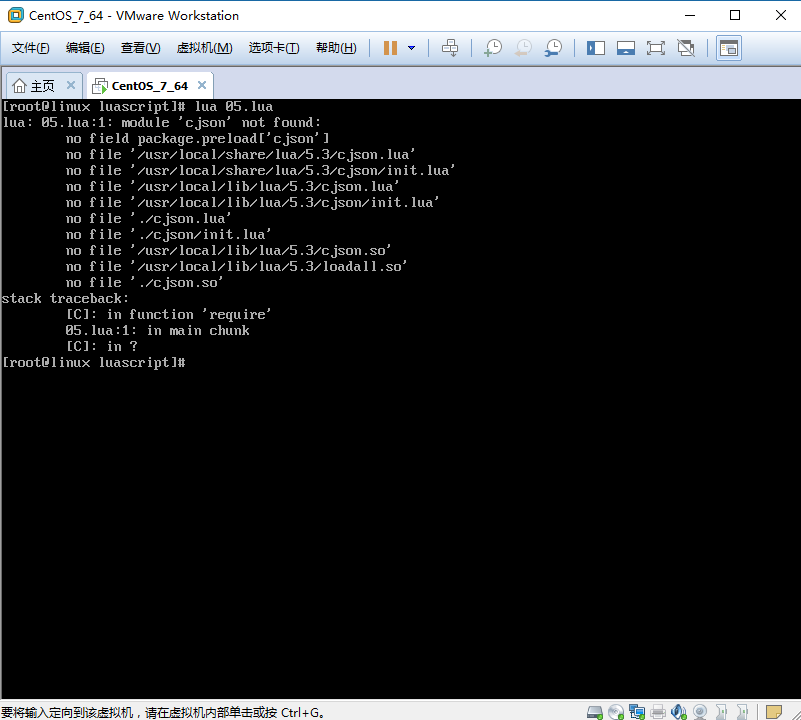 CentOS_7_64 - VMware Workstation
文件(F) 编辑(E) 查看(V) 虚拟机(M) 选项卡(T) 帮助(H)
主页 CentOS_7_64
[root@linux luascript]# lua 05.lua
lua: 05.lua:1: module 'cjson' not found:
no field package.preload['cjson']
no file '/usr/local/share/lua/5.3/cjson.lua'
no file '/usr/local/share/lua/5.3/cjson/init.lua'
no file '/usr/local/lib/lua/5.3/cjson.lua'
no file '/usr/local/lib/lua/5.3/cjson/init.lua'
no file './cjson.lua'
no file './cjson/init.lua'
no file '/usr/local/lib/lua/5.3/cjson.so'
no file '/usr/local/lib/lua/5.3/loadall.so'
no file './cjson.so'
stack traceback:
[C]: in function 'require'
05.lua:1: in main chunk
[C]: in ?
[root@linux luascript]#
要将输入定向到该虚拟机，请在虚拟机内部单击或按 Ctrl+G。